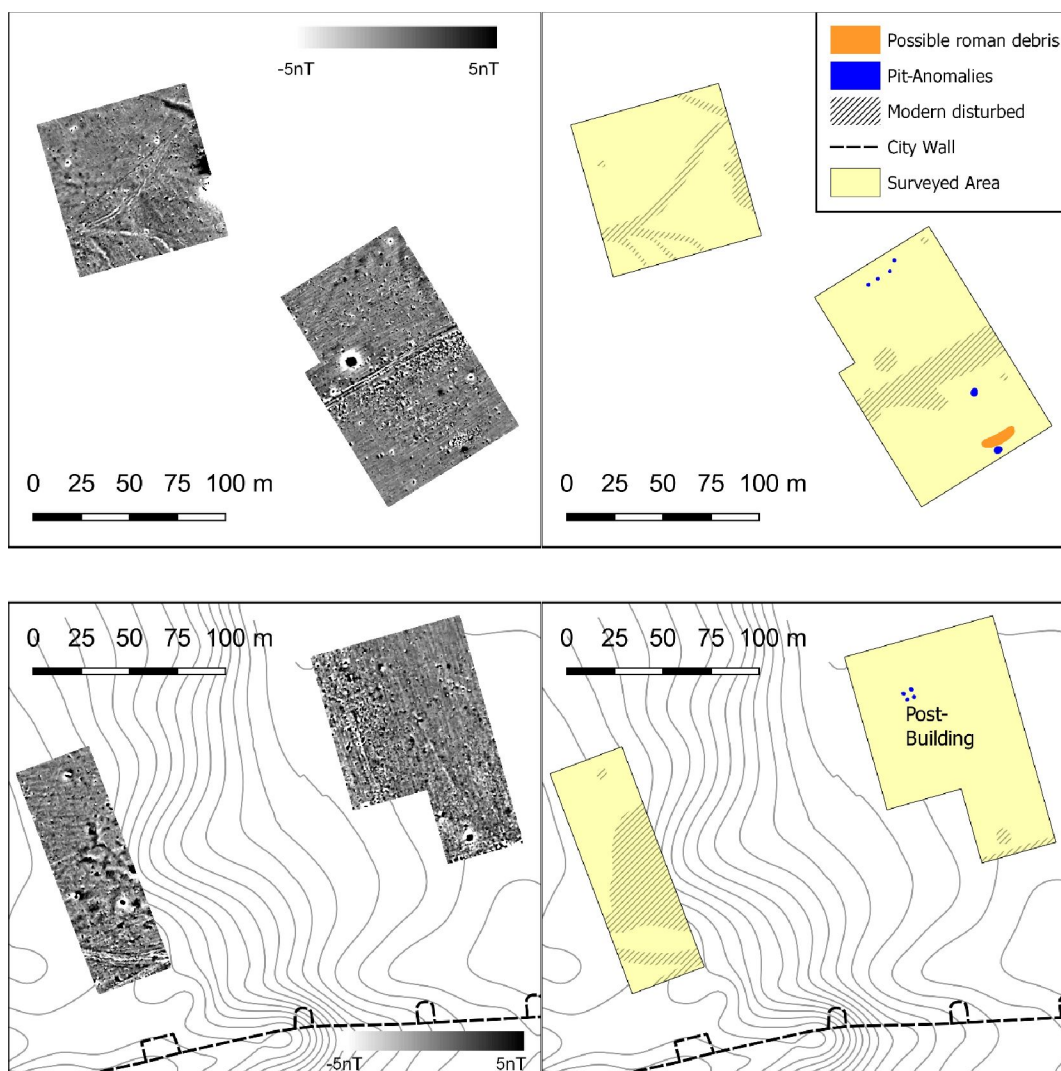 -5nT 5nT
0 25 50 75 100 m
Possible roman debris
Pit-Anomalies
Modern disturbed
City Wall
Surveyed Area
0 25 50 75 100 m
0 25 50 75 100 m
-5nT 5nT
0 25 50 75 100 m
Post-
Building